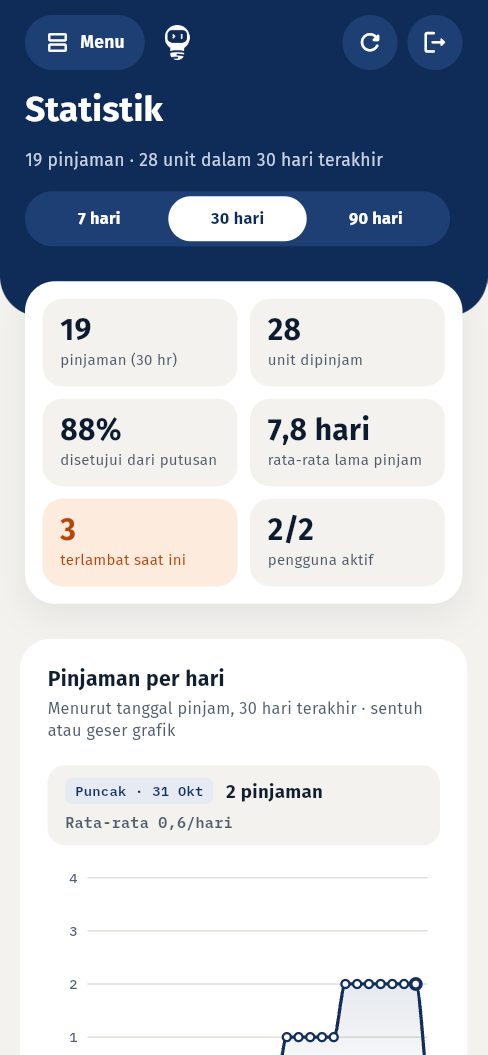 Menu
Statistik
19 pinjaman · 28 unit dalam 30 hari terakhir
7 hari
30 hari
90 hari
19
pinjaman (30 hr)
28
unit dipinjam
88%
disetujui dari putusan
7,8 hari
rata-rata lama pinjam
3
terlambat saat ini
2/2
pengguna aktif
Pinjaman per hari
Menurut tanggal pinjam, 30 hari terakhir · sentuh
atau geser grafik
Puncak · 31 Okt
2 pinjaman
Rata-rata 0,6/hari
4
3
2
1